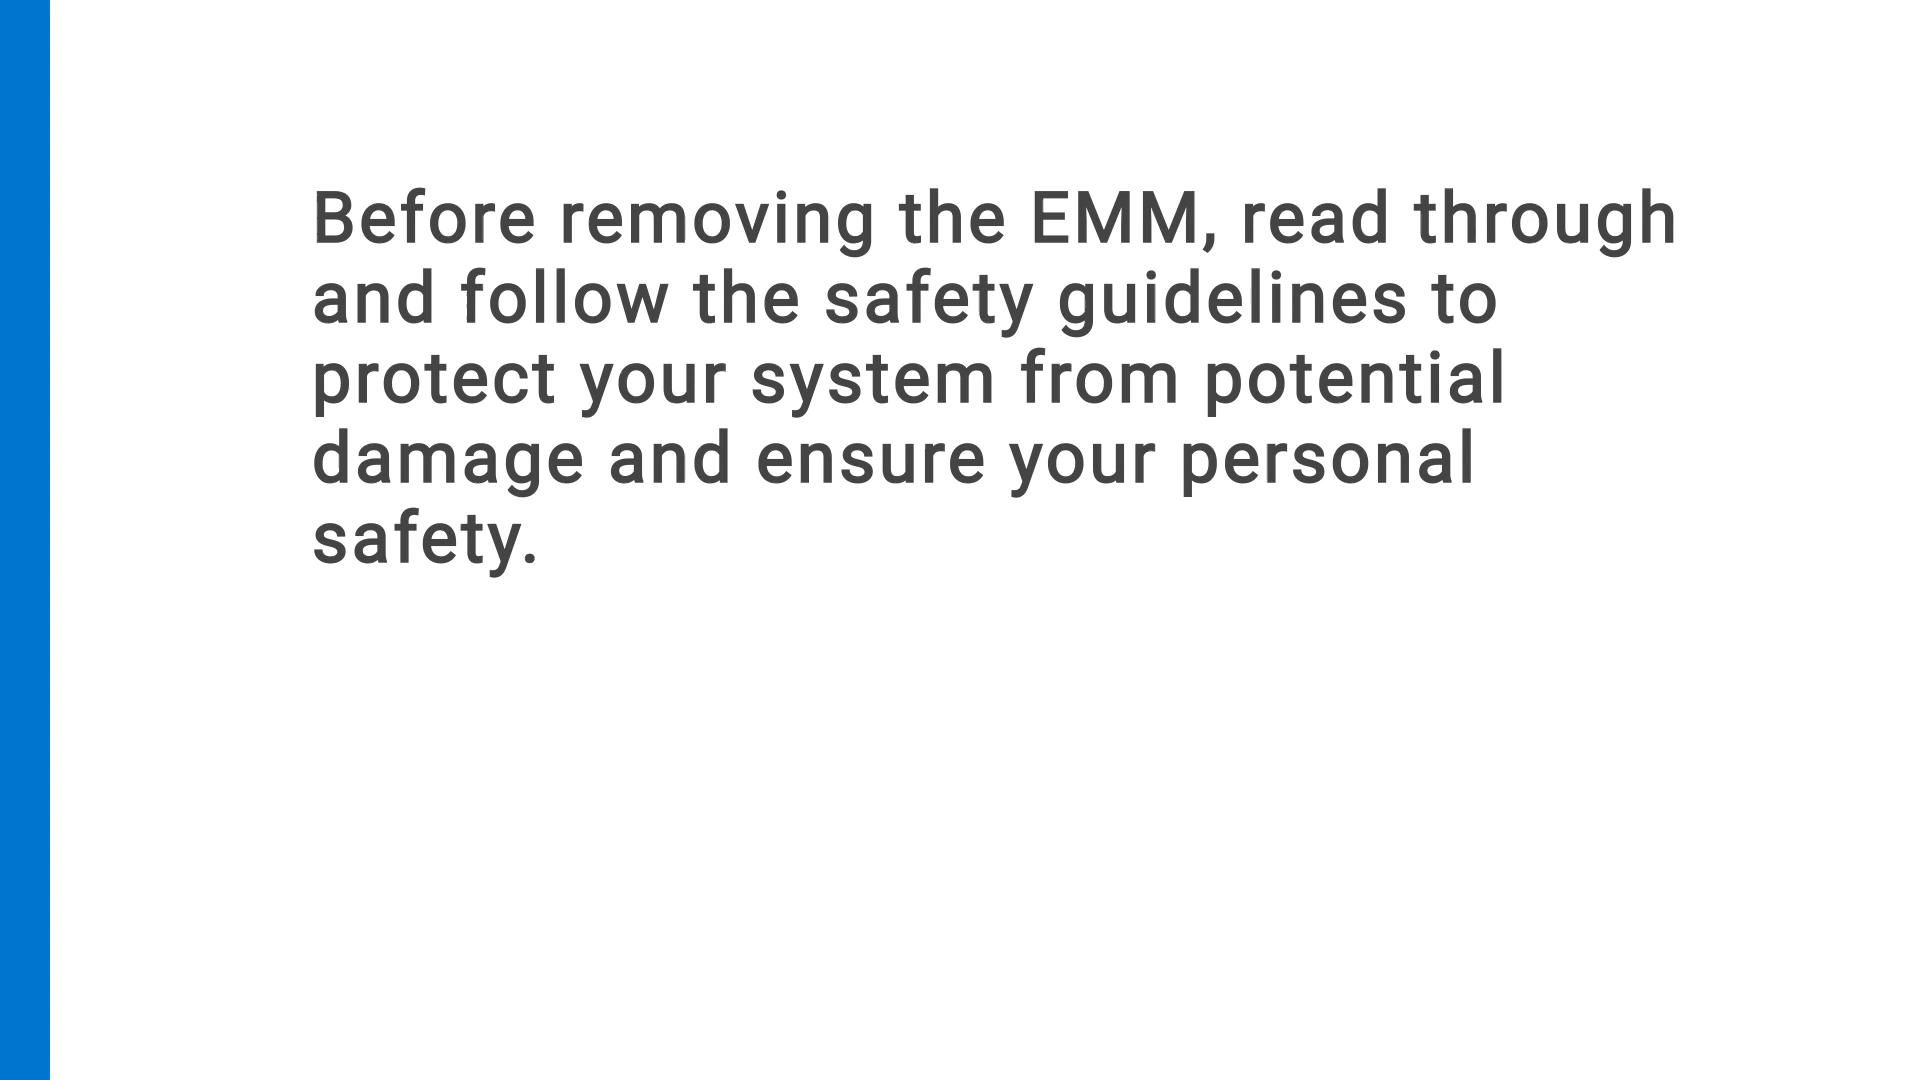 Before removing the EMM, read through
and follow the safety guidelines to
protect your system from potential
damage and ensure your personal
safety.